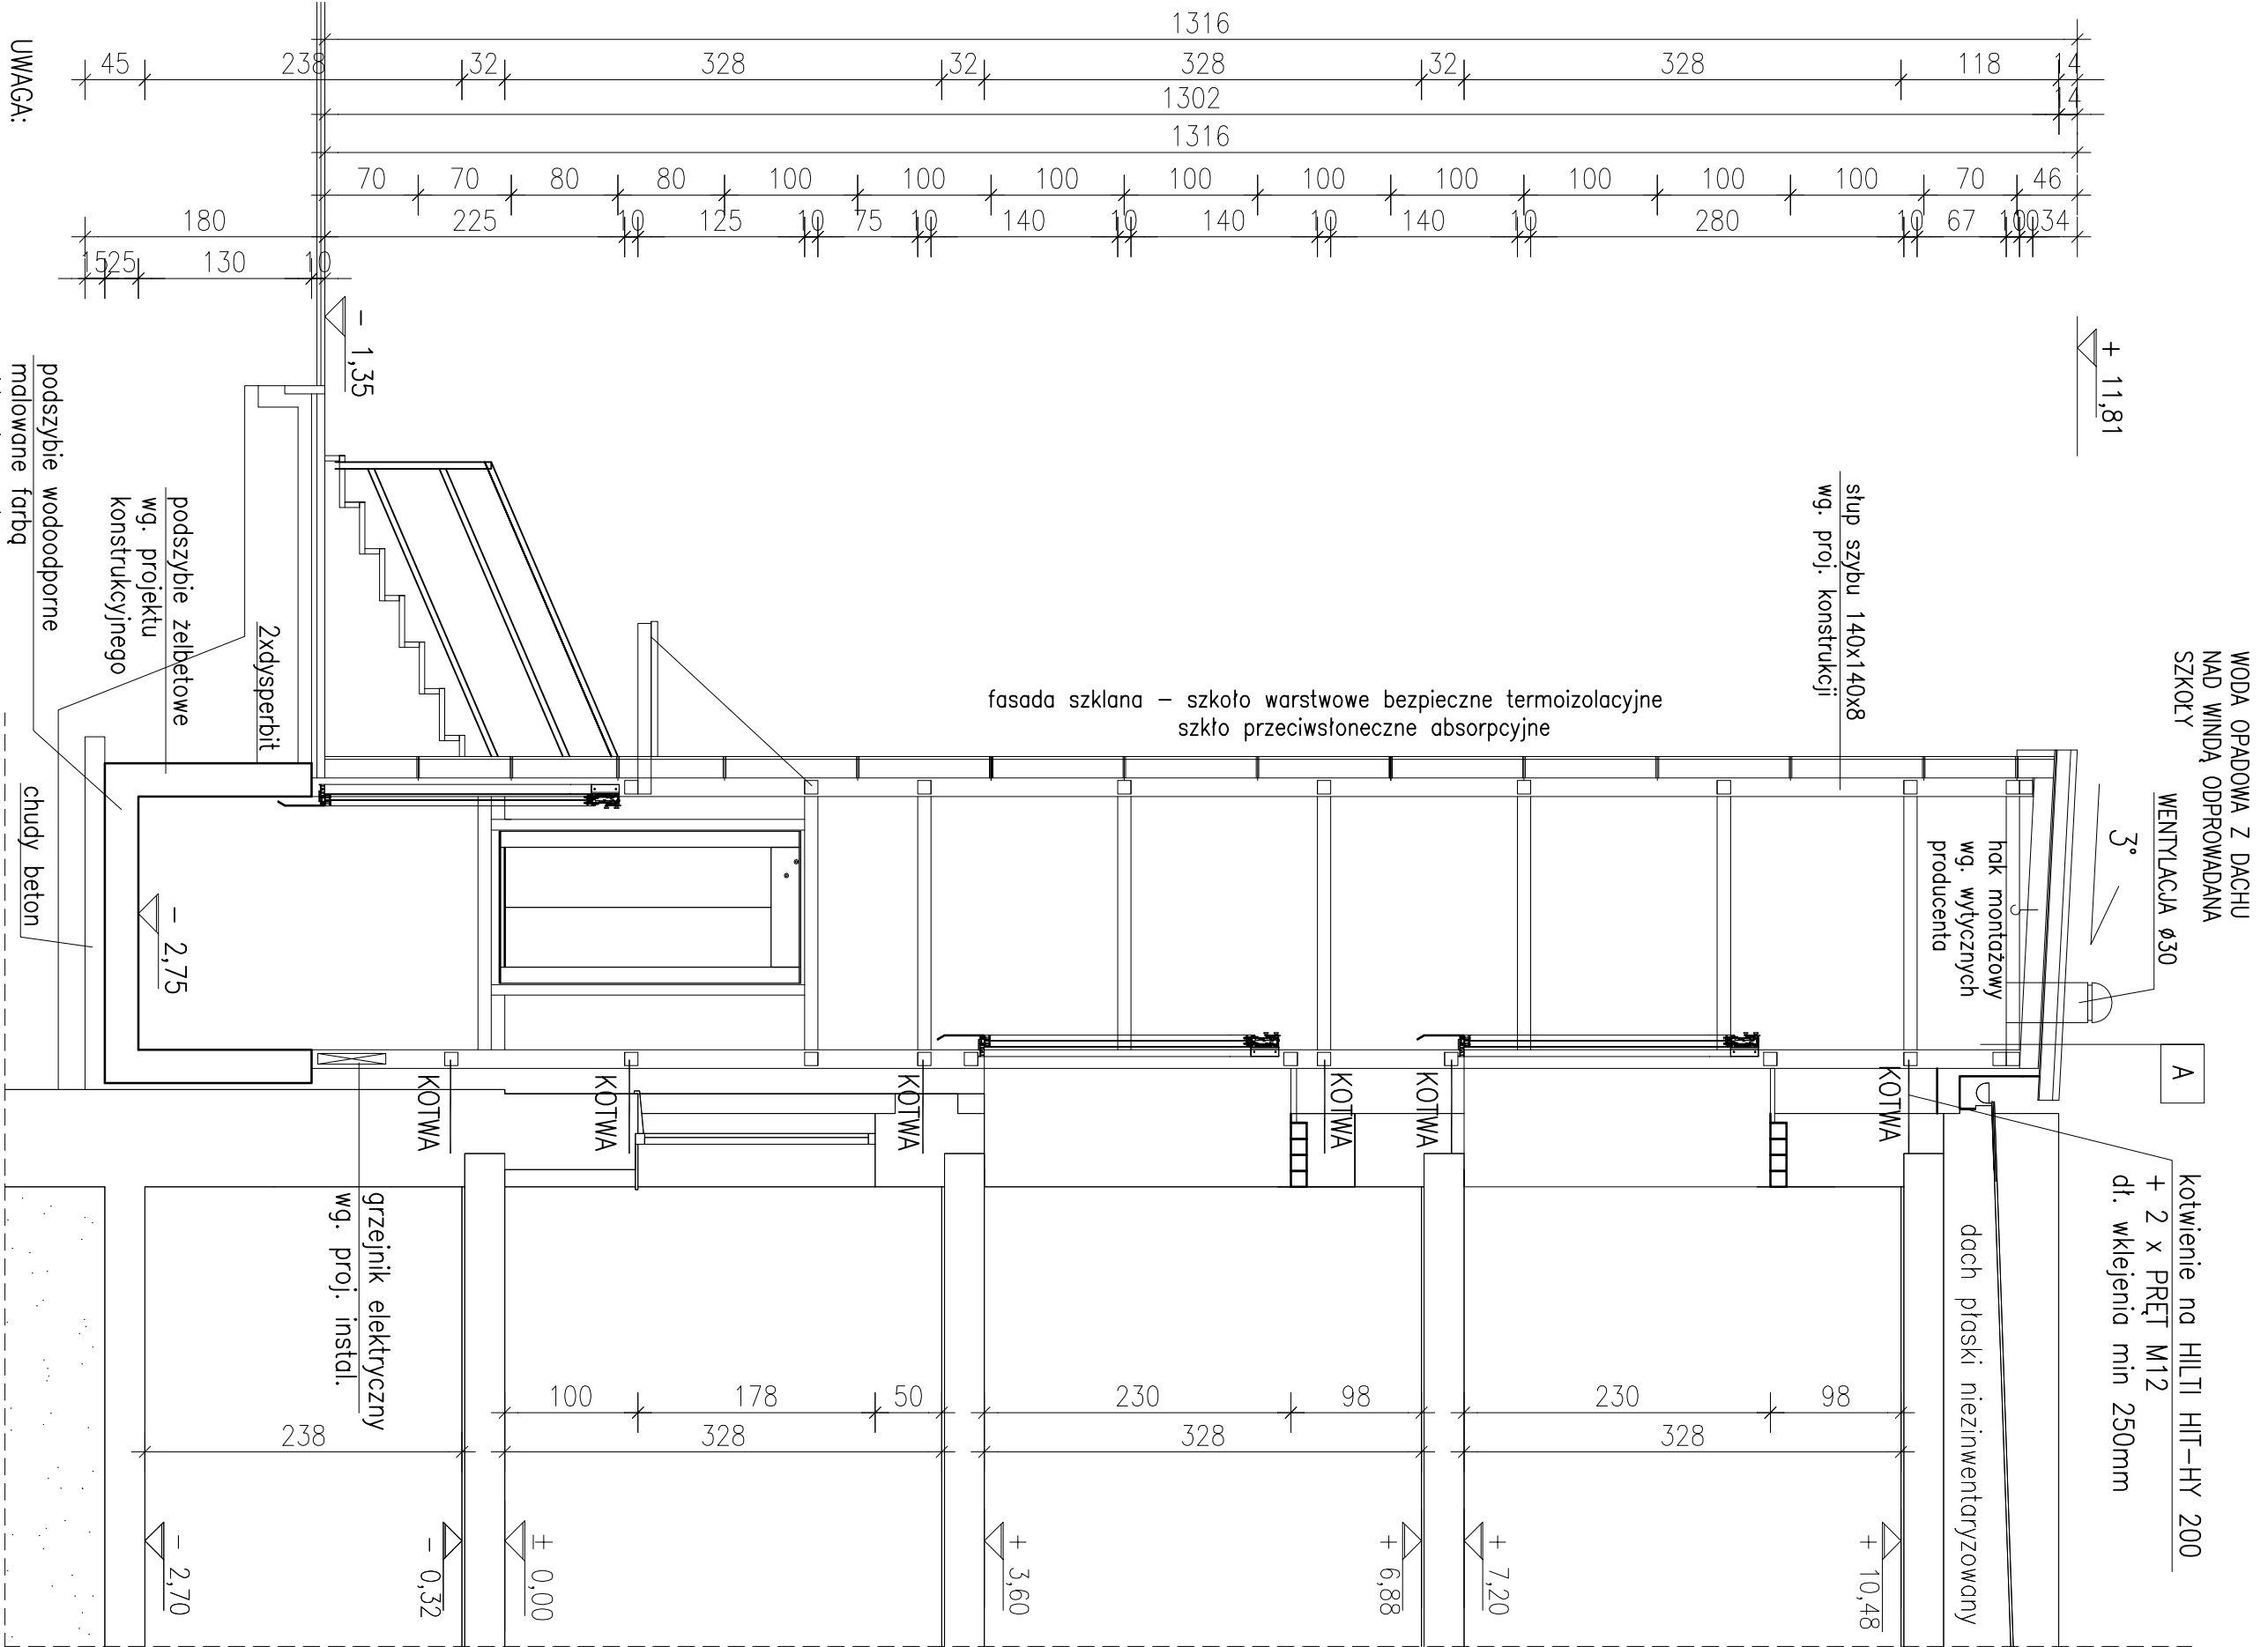 1316
45 238 32 328 32 328 32 328 118 14
1302 14
1316
70 70 80 80 100 100 100 100 100 100 100 100 100 70 46
180 225 10 125 10 75 10 140 10 140 10 140 10 280 10 67 10 10 34
15 25 130 10
UWAGA:
- 1,35
+ 11,81
podszybie wodoodporne
malowane farbą
podszybie żelbetowe
wg. projektu
konstrukcyjnego
2xdysperbit
chudy beton
- 2,75
słup szybu 140x140x8
wg. proj. konstrukcji
fasada szklana – szkoło warstwowe bezpieczne termoizolacyjne
szkło przeciwsłoneczne absorpcyjne
WODA OPADOWA Z DACHU
NAD WINDĄ ODPROWADANA
SZKOŁY
WENTYLACJA ø30
3°
hak montażowy
wg. wytycznych
producenta
A
KOTWA
KOTWA
KOTWA
KOTWA
KOTWA
KOTWA
kotwienie na HILTI HIT-HY 200
+ 2 x PRĘT M12
dł. wklejenia min 250mm
dach płaski niezinwentaryzowany
grzejnik elektryczny
wg. proj. instal.
100 178 50 230 98 230 98
238 328 328 328
- 2,70
- 0,32
± 0,00
+ 3,60
+ 6,88
+ 7,20
+ 10,48